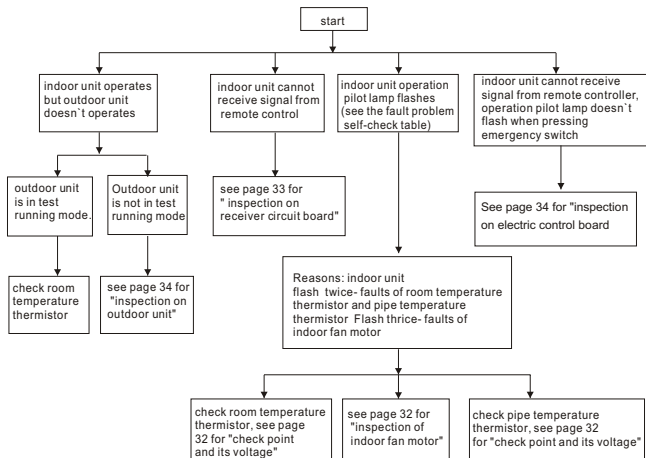 start
indoor unit operates
but outdoor unit
doesn`t operates
indoor unit cannot
receive signal from
remote control
indoor unit operation
pilot lamp flashes
(see the fault problem
self-check table)
indoor unit cannot receive
signal from remote controller,
operation pilot lamp doesn`t
flash when pressing
emergency switch
outdoor unit
is in test
running mode.
Outdoor unit
is not in test
running mode
see page 33 for
" inspection on
receiver circuit board"
See page 34 for "inspection
on electric control board
check room
temperature
thermistor
see page 34 for
"inspection on
outdoor unit"
Reasons: indoor unit
flash twice- faults of room temperature
thermistor and pipe temperature
thermistor Flash thrice- faults of
indoor fan motor
check room temperature
thermistor, see page
32 for "check point
and its voltage"
see page 32 for
"inspection of
indoor fan motor"
check pipe temperature
thermistor, see page 32
for "check point and its voltage"